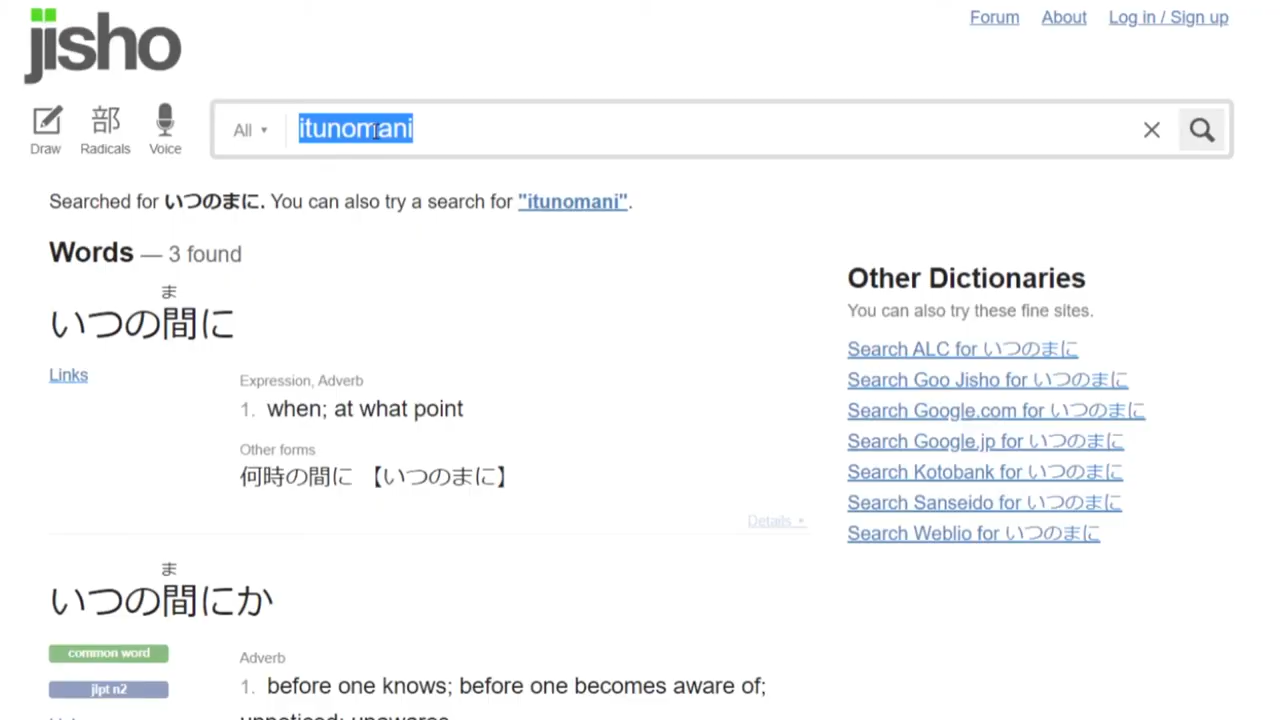 jisho
Forum About Log in / Sign up
部
Draw Radicals Voice
All ▾ itunomani
Searched for いつのまに. You can also try a search for "itunomani".
Words — 3 found
ま
いつの間に
Links
Expression, Adverb
1. when; at what point
Other forms
何時の間に 【いつのまに】
Details ▸
ま
いつの間にか
common word
jlpt n2
Adverb
1. before one knows; before one becomes aware of;
unnoticed; unawares
Other Dictionaries
You can also try these fine sites.
Search ALC for いつのまに
Search Goo Jisho for いつのまに
Search Google.com for いつのまに
Search Google.jp for いつのまに
Search Kotobank for いつのまに
Search Sanseido for いつのまに
Search Weblio for いつのまに